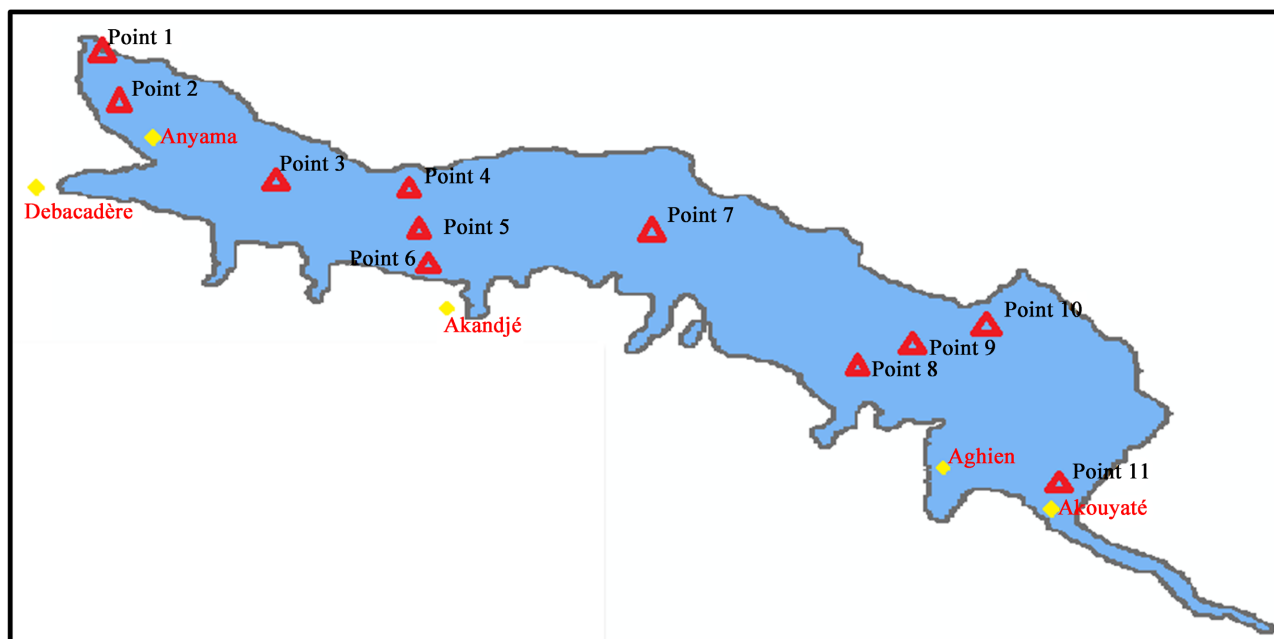 Point 1
Point 2
Anyama
Point 3
Point 4
Debacadère
Point 7
Point 5
Point 6
Akandjé
Point 10
Point 9
Point 8
Aghien
Point 11
Akouyaté